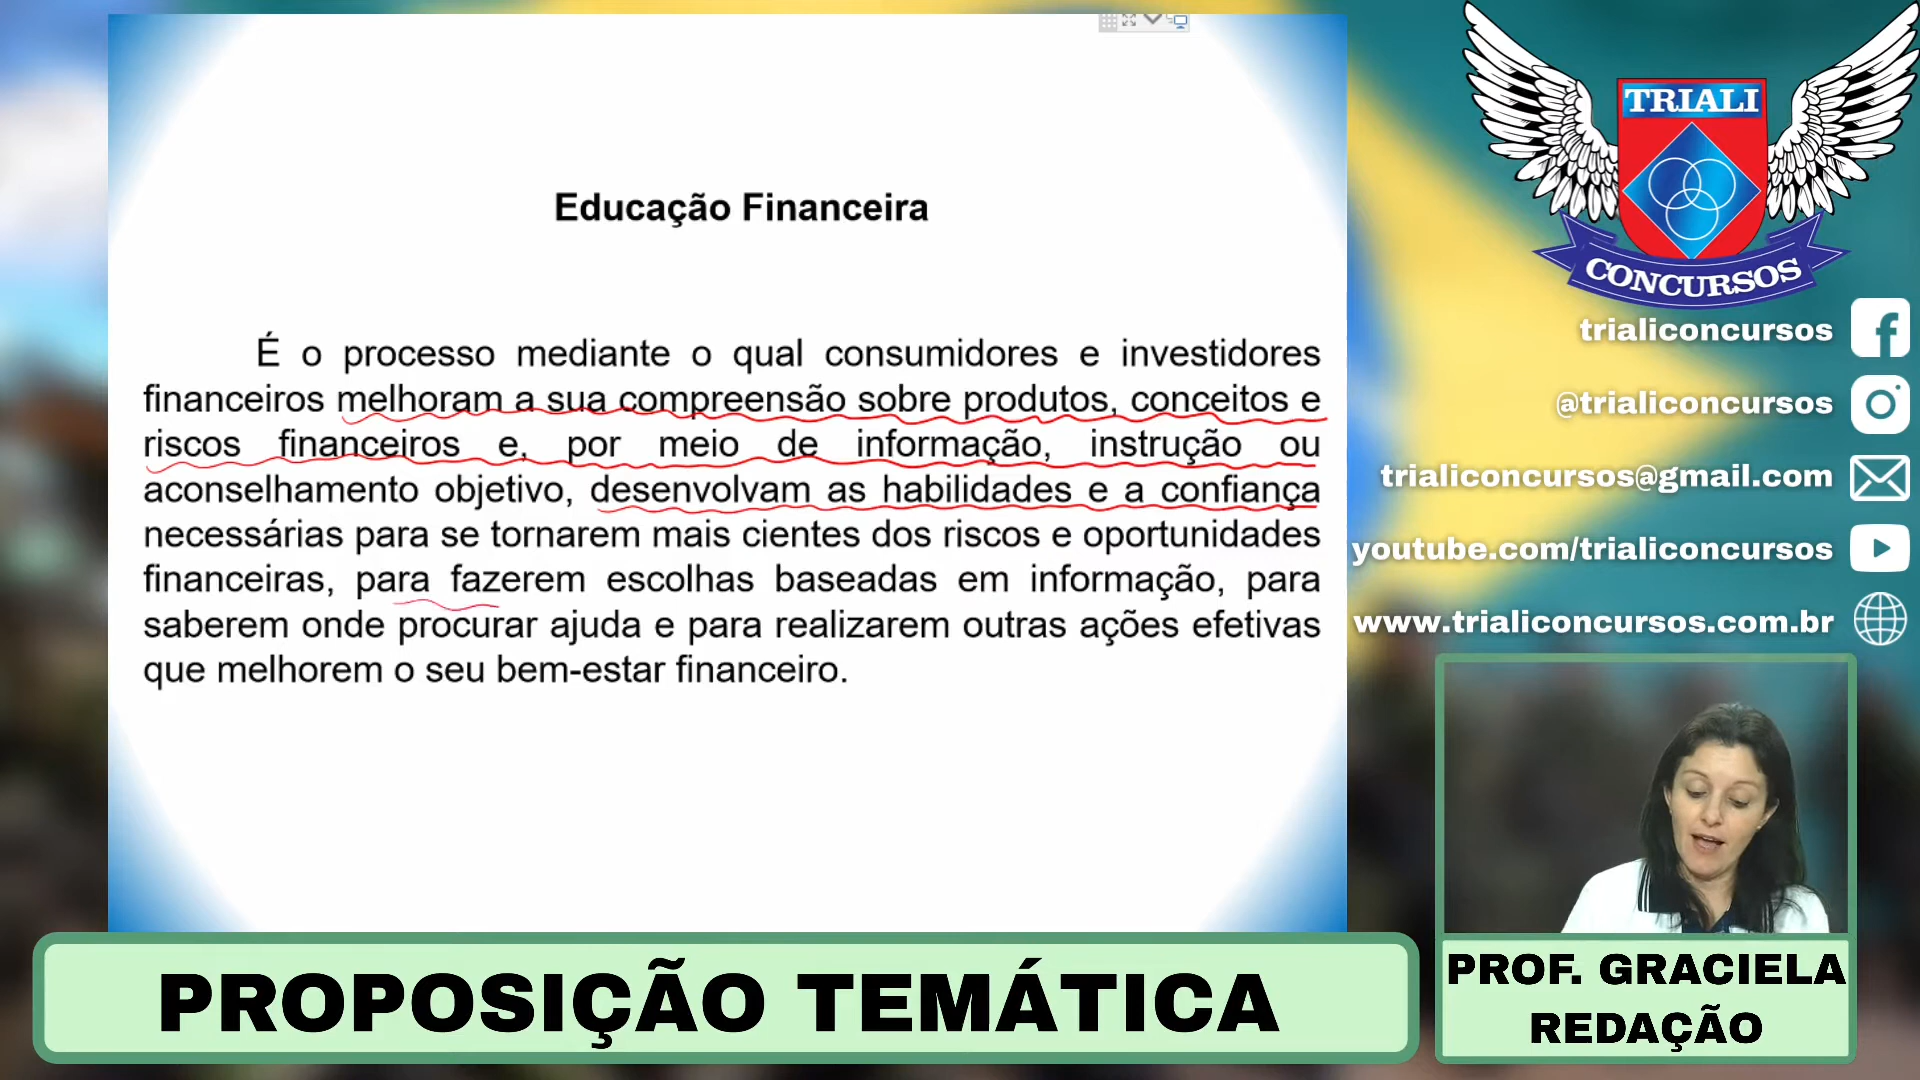 Educação Financeira
É o processo mediante o qual consumidores e investidores
financeiros melhoram a sua compreensão sobre produtos, conceitos e
riscos financeiros e, por meio de informação, instrução ou
aconselhamento objetivo, desenvolvam as habilidades e a confiança
necessárias para se tornarem mais cientes dos riscos e oportunidades
financeiras, para fazerem escolhas baseadas em informação, para
saberem onde procurar ajuda e para realizarem outras ações efetivas
que melhorem o seu bem-estar financeiro.
TRIALI
CONCURSOS
trialiconcursos
@trialiconcursos
trialiconcursos@gmail.com
youtube.com/trialiconcursos
www.trialiconcursos.com.br
PROPOSIÇÃO TEMÁTICA
PROF. GRACIELA
REDAÇÃO